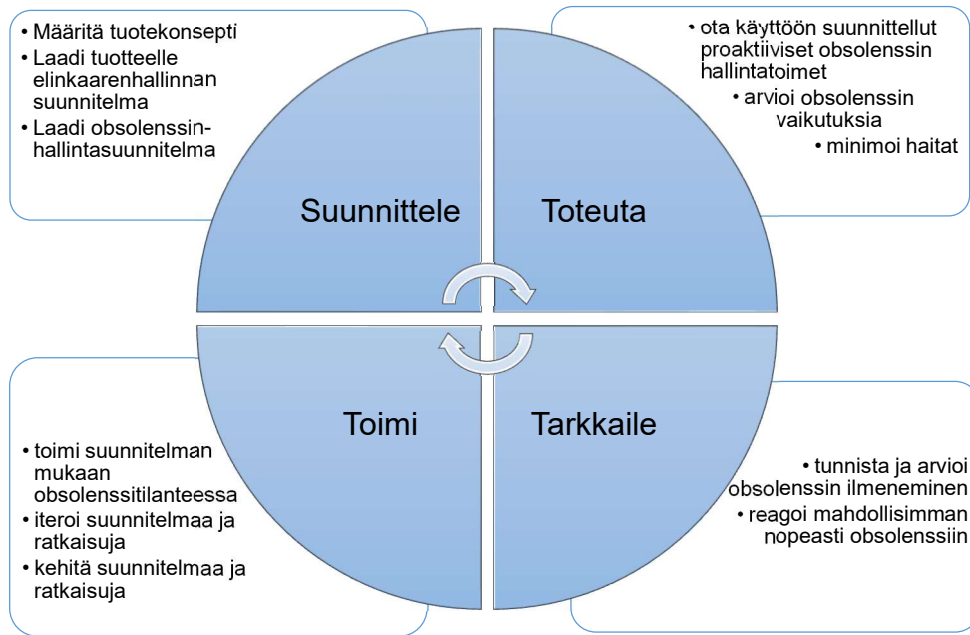 • Määritä tuotekonsepti
• Laadi tuotteelle
elinkaarenhallinnan
suunnitelma
• Laadi obsolenssin-
hallintasuunnitelma
• ota käyttöön suunnitellut
proaktiiviset obsolenssin
hallintatoimet
• arvioi obsolenssin
vaikutuksia
• minimoi haitat
Suunnittele
Toteuta
Toimi
Tarkkaile
• toimi suunnitelman
mukaan
obsolenssitilanteessa
• iteroi suunnitelmaa ja
ratkaisuja
• kehitä suunnitelmaa ja
ratkaisuja
• tunnista ja arvioi
obsolenssin ilmeneminen
• reagoi mahdollisimman
nopeasti obsolenssiin